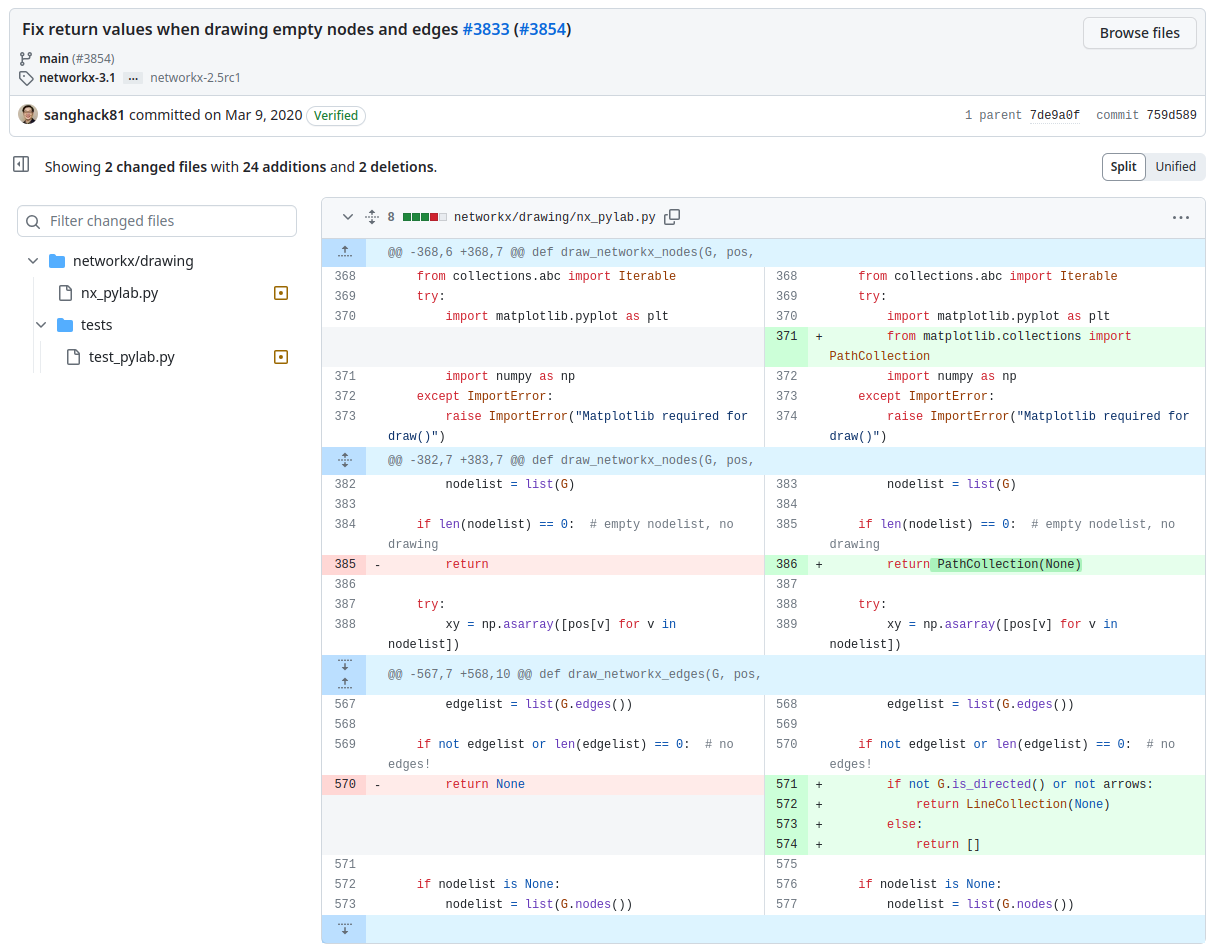 Fix return values when drawing empty nodes and edges #3833 (#3854)
Browse files
main (#3854)
networkx-3.1 ... networkx-2.5rc1
sanghack81 committed on Mar 9, 2020 Verified
1 parent 7de9a0f commit 759d589
Showing 2 changed files with 24 additions and 2 deletions.
Split Unified
Filter changed files
networkx/drawing
nx_pylab.py
tests
test_pylab.py
8 networkx/drawing/nx_pylab.py
@@ -368,6 +368,7 @@ def draw_networkx_nodes(G, pos,
368 from collections.abc import Iterable 368 from collections.abc import Iterable
369 try: 369 try:
370 import matplotlib.pyplot as plt 370 import matplotlib.pyplot as plt
371 + from matplotlib.collections import
PathCollection
371 import numpy as np 372 import numpy as np
372 except ImportError: 373 except ImportError:
373 raise ImportError("Matplotlib required for 374 raise ImportError("Matplotlib required for
draw()") draw()")
@@ -382,7 +383,7 @@ def draw_networkx_nodes(G, pos,
382 nodelist = list(G) 383 nodelist = list(G)
383 384
384 if len(nodelist) == 0: # empty nodelist, no 385 if len(nodelist) == 0: # empty nodelist, no
drawing drawing
385 - return 386 + return PathCollection(None)
386 387
387 try: 388 try:
388 xy = np.asarray([pos[v] for v in 389 xy = np.asarray([pos[v] for v in
nodelist]) nodelist])
@@ -567,7 +568,10 @@ def draw_networkx_edges(G, pos,
567 edgelist = list(G.edges()) 568 edgelist = list(G.edges())
568 569
569 if not edgelist or len(edgelist) == 0: # no 570 if not edgelist or len(edgelist) == 0: # no
edges! edges!
570 - return None 571 + if not G.is_directed() or not arrows:
572 + return LineCollection(None)
573 + else:
574 + return []
571 575
572 if nodelist is None: 576 if nodelist is None:
573 nodelist = list(G.nodes()) 577 nodelist = list(G.nodes())